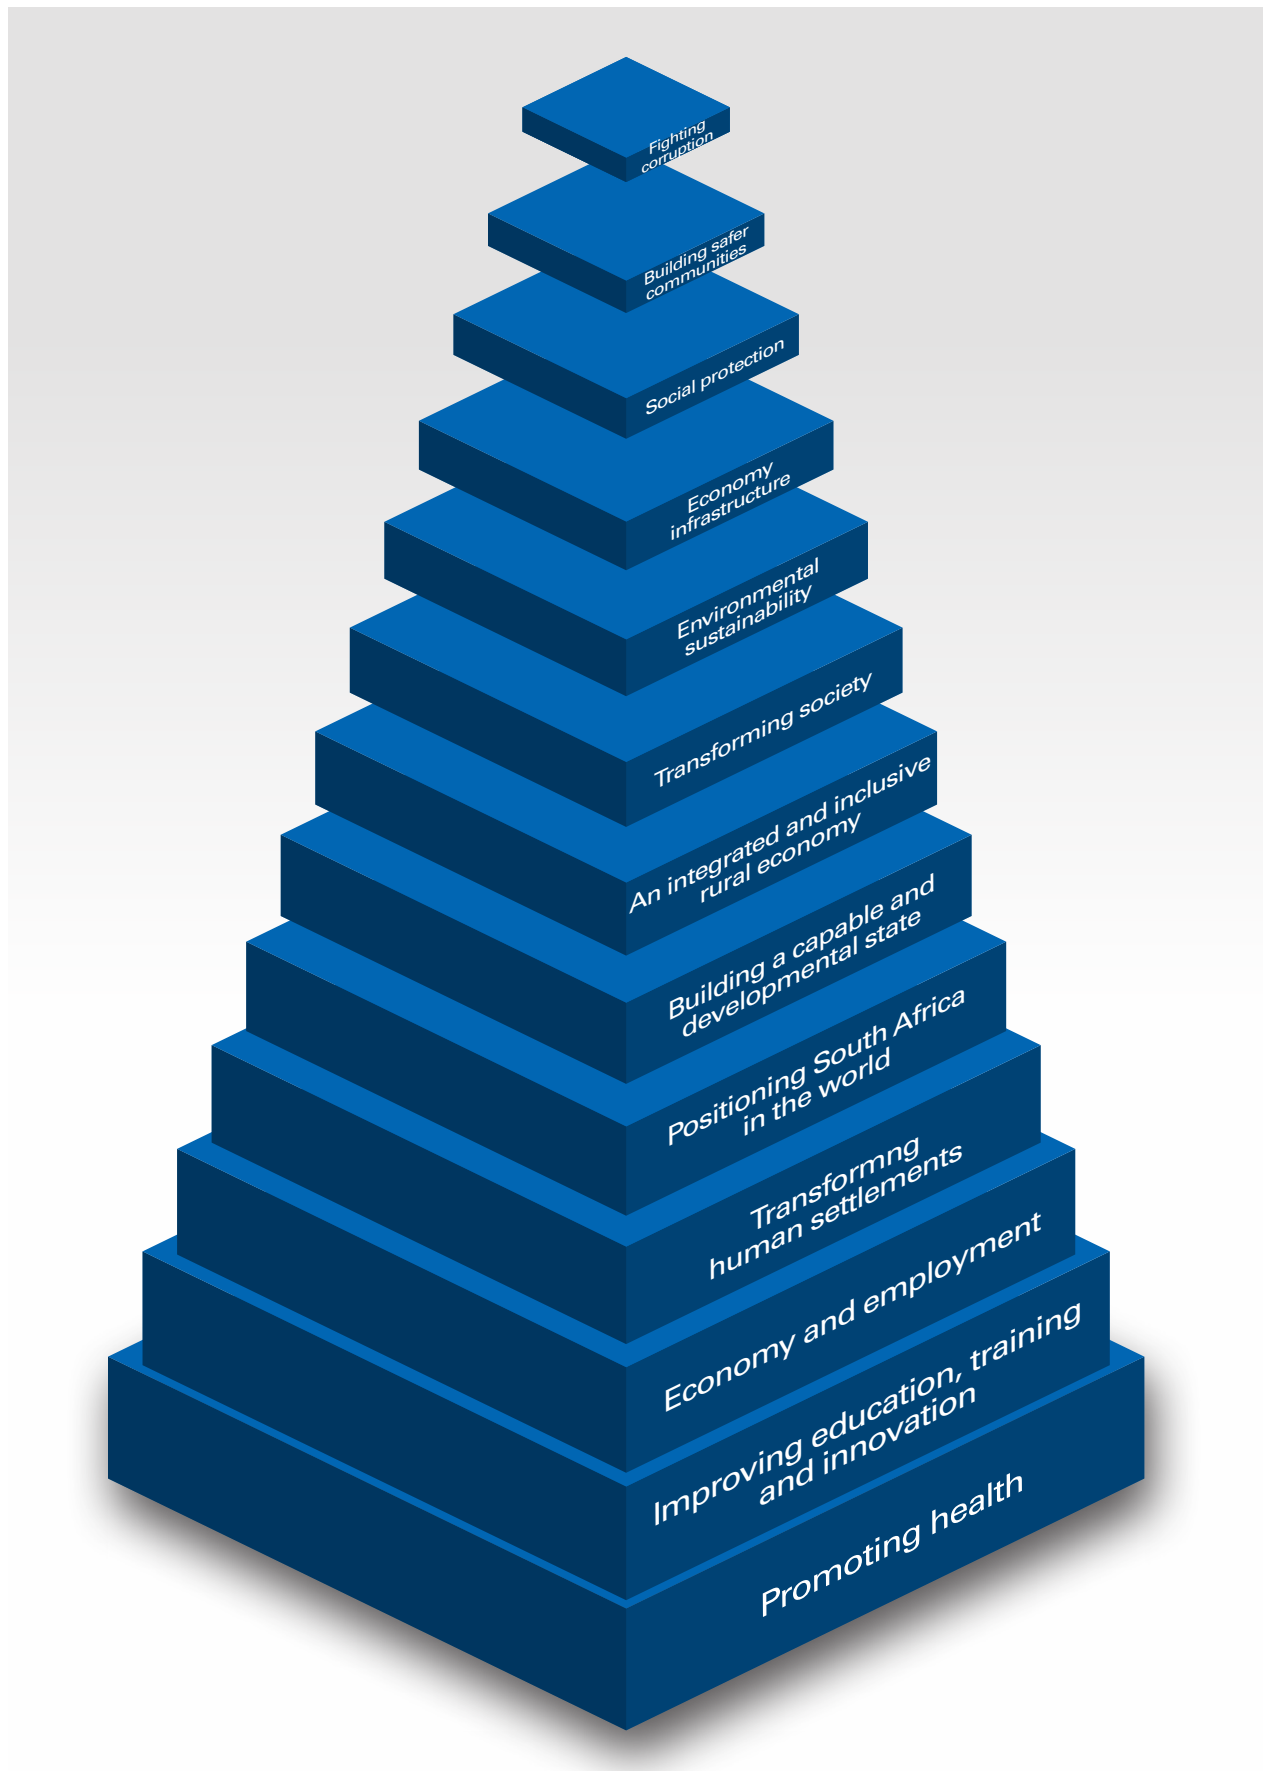 Fighting
corruption
Building safer
communities
Social protection
Economy
infrastructure
Environmental
sustainability
Transforming society
An integrated and inclusive
rural economy
Building a capable and
developmental state
Positioning South Africa
in the world
Transformng
human settlements
Economy and employment
Improving education, training
and innovation
Promoting health